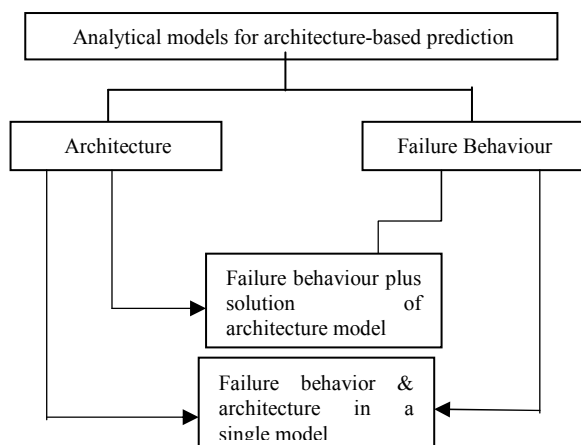 Analytical models for architecture-based prediction
Architecture
Failure Behaviour
Failure behaviour plus
solution of
architecture model
Failure behavior &
architecture in a
single model